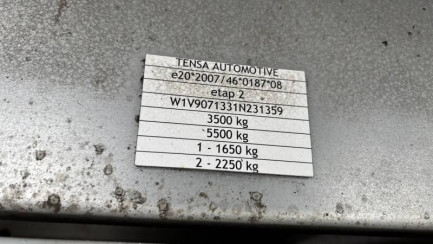 TENSA AUTOMOTIVE
e20*2007/46*0187*08
etap 2
W1V9071331N231359
3500 kg
5500 kg
1 - 1650 kg
2 - 2250 kg